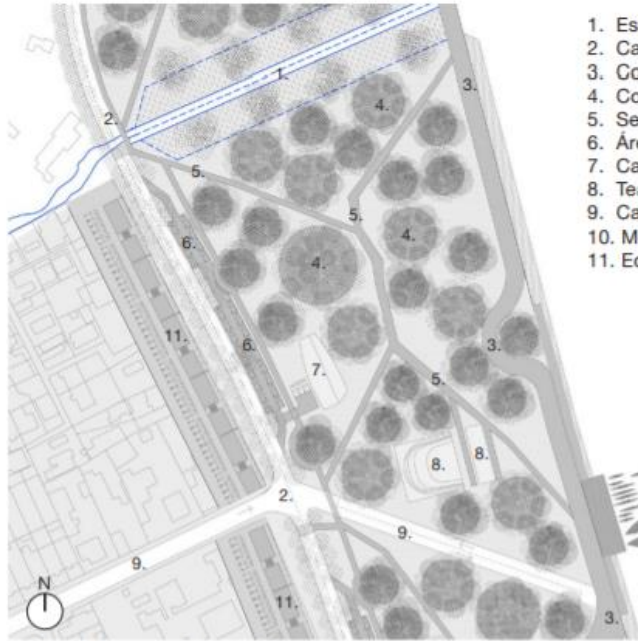 1. Es
2. Ca
3. Co
4. Co
5. Se
6. Áre
7. Ca
8. Te
9. Ca
10. M
11. Ec
1.
3.
2.
4.
5.
5.
6.
4.
4.
11.
6.
3.
7.
5.
8.
8.
2.
9.
9.
N
11.
3.